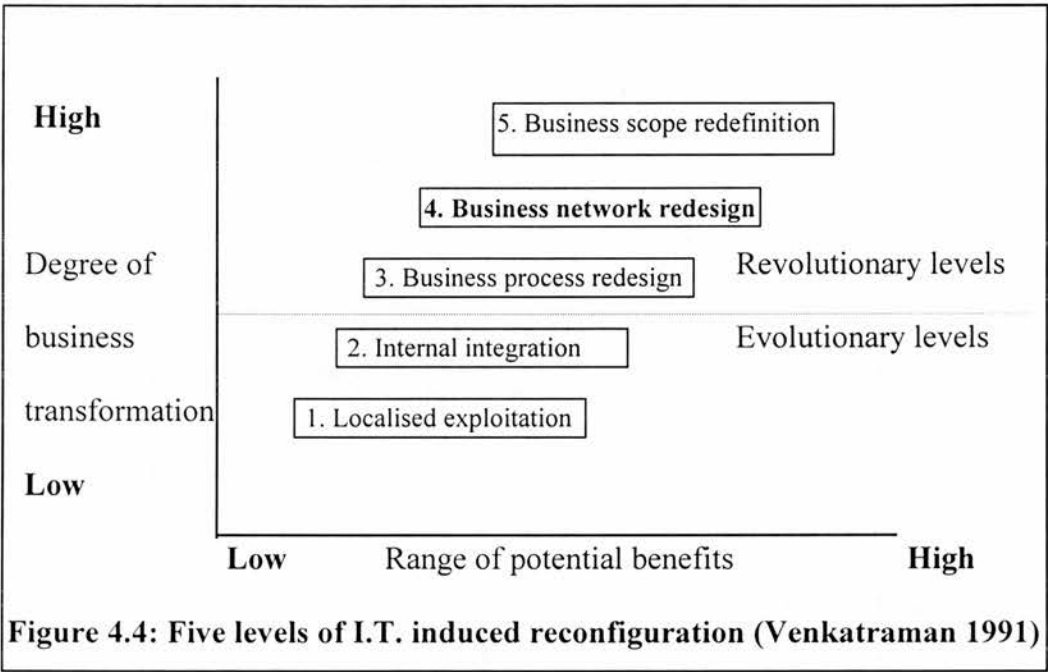 High
5. Business scope redefinition
4. Business network redesign
Degree of
3. Business process redesign
Revolutionary levels
business
2. Internal integration
Evolutionary levels
transformation
1. Localised exploitation
Low
Low
Range of potential benefits
High
Figure 4.4: Five levels of I.T. induced reconfiguration (Venkatraman 1991)